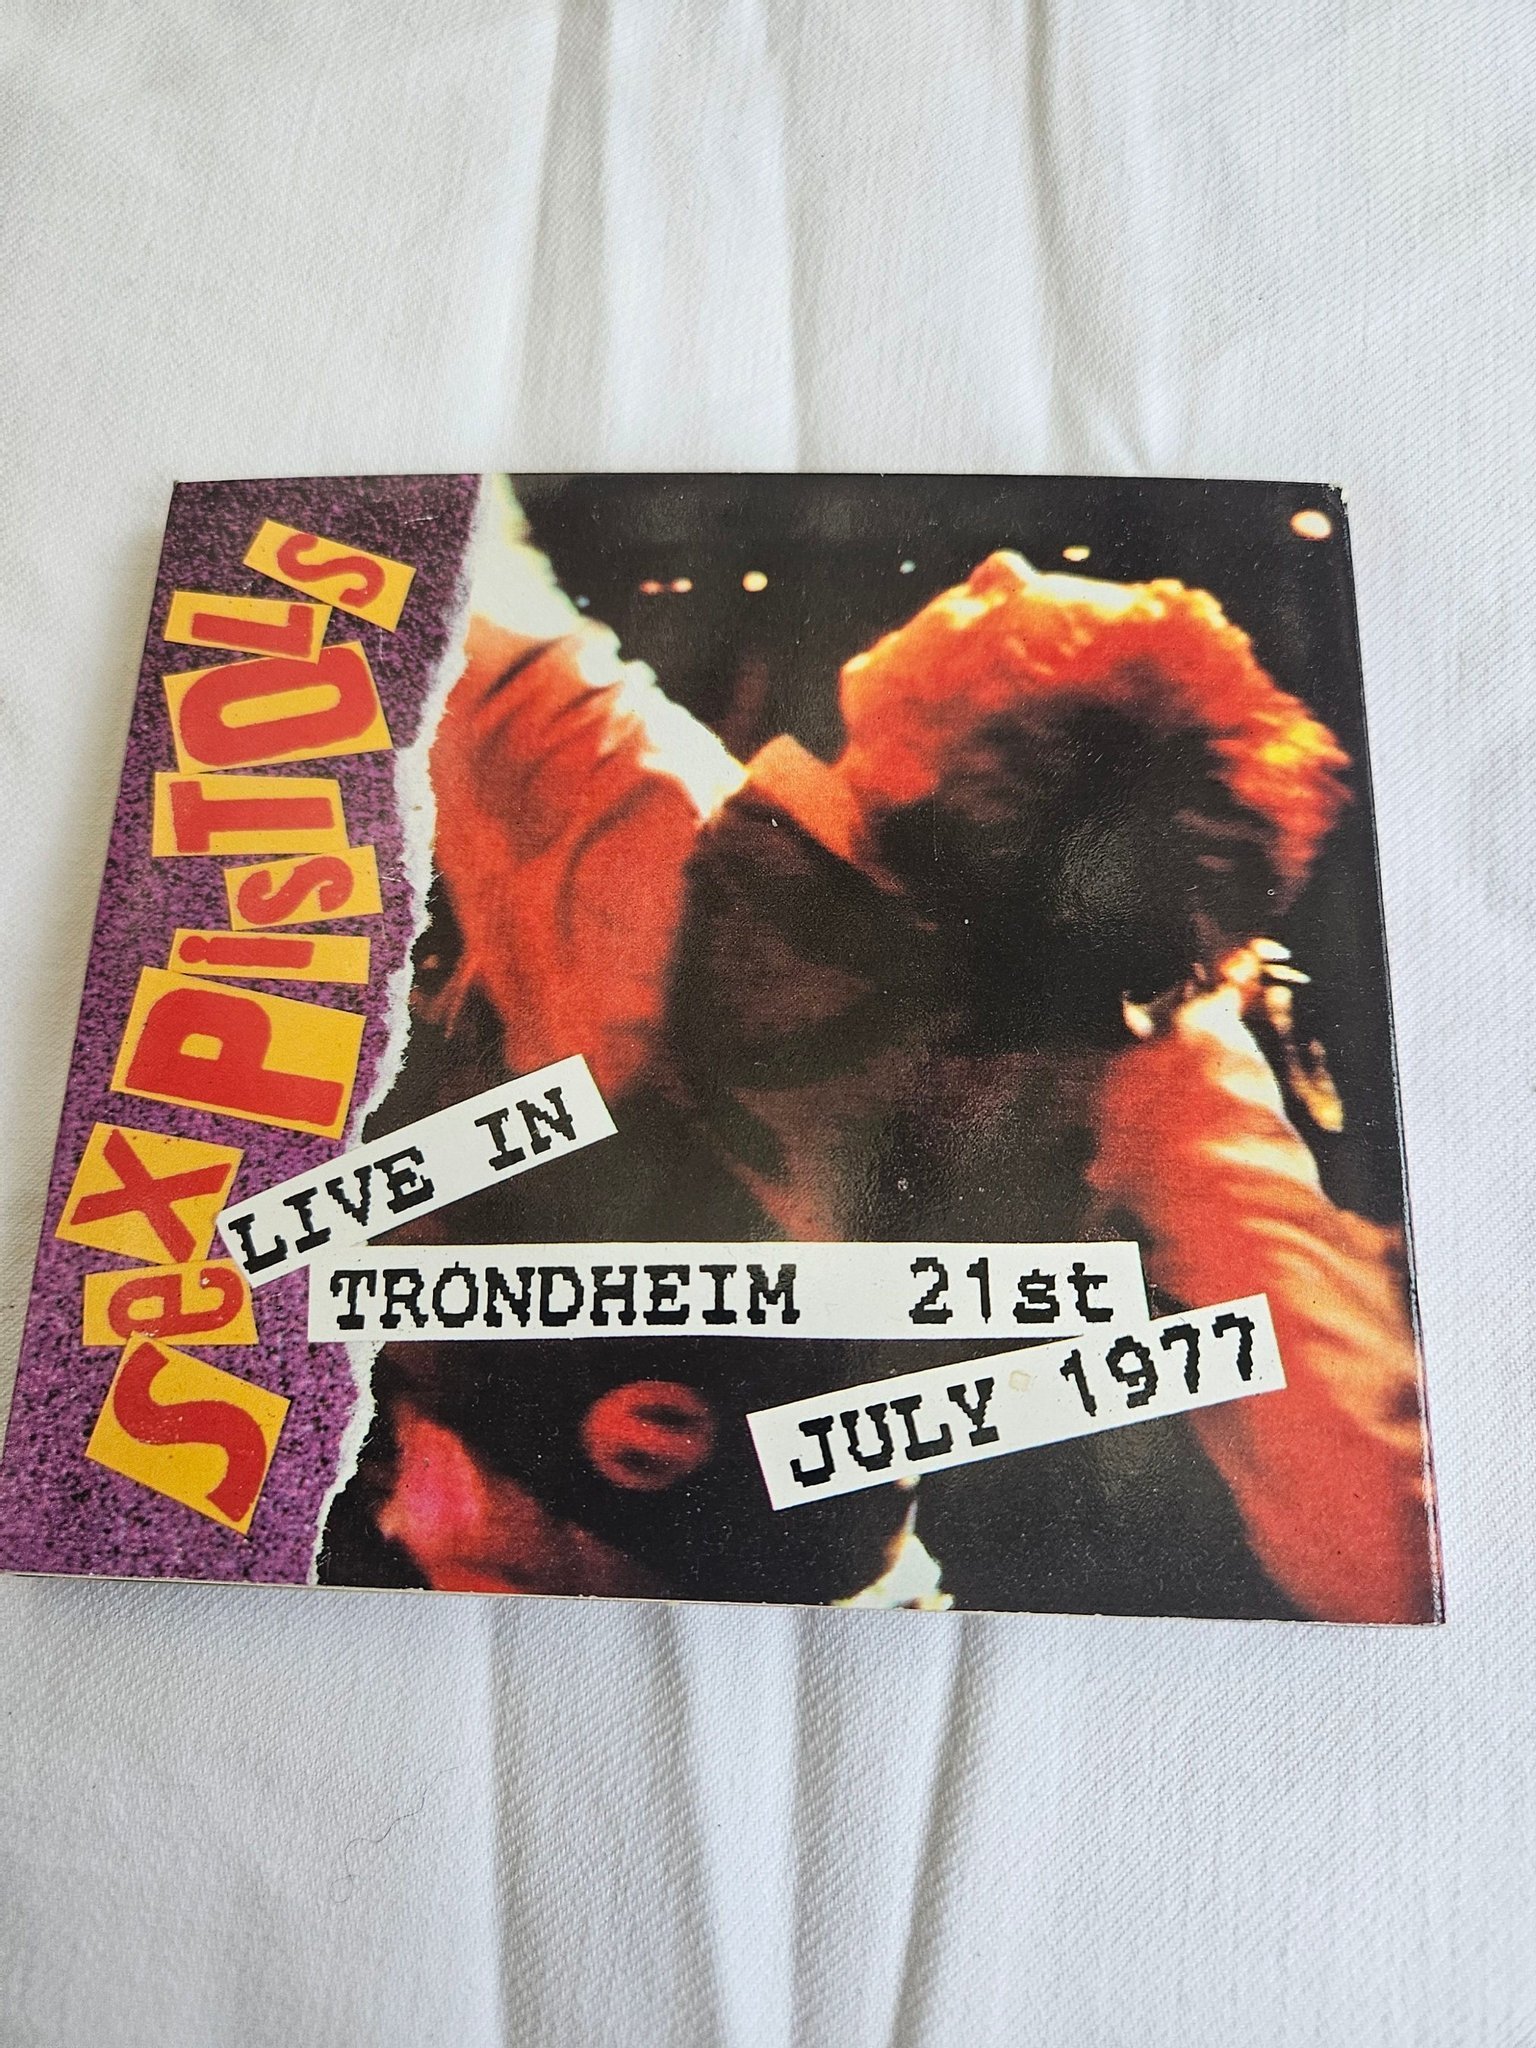 Sex PisTOLs
LIVE IN
TRONDHEIM 21st
JULY 1977